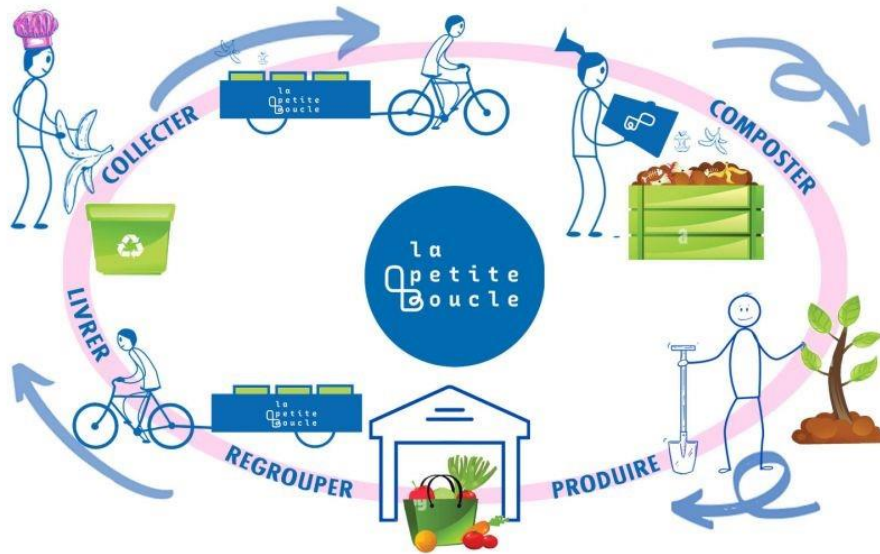 la
petite
boucle
COLLECTER
COMPOSTER
la
petite
boucle
LIVRER
la
petite
boucle
REGROUPER
PRODUIRE